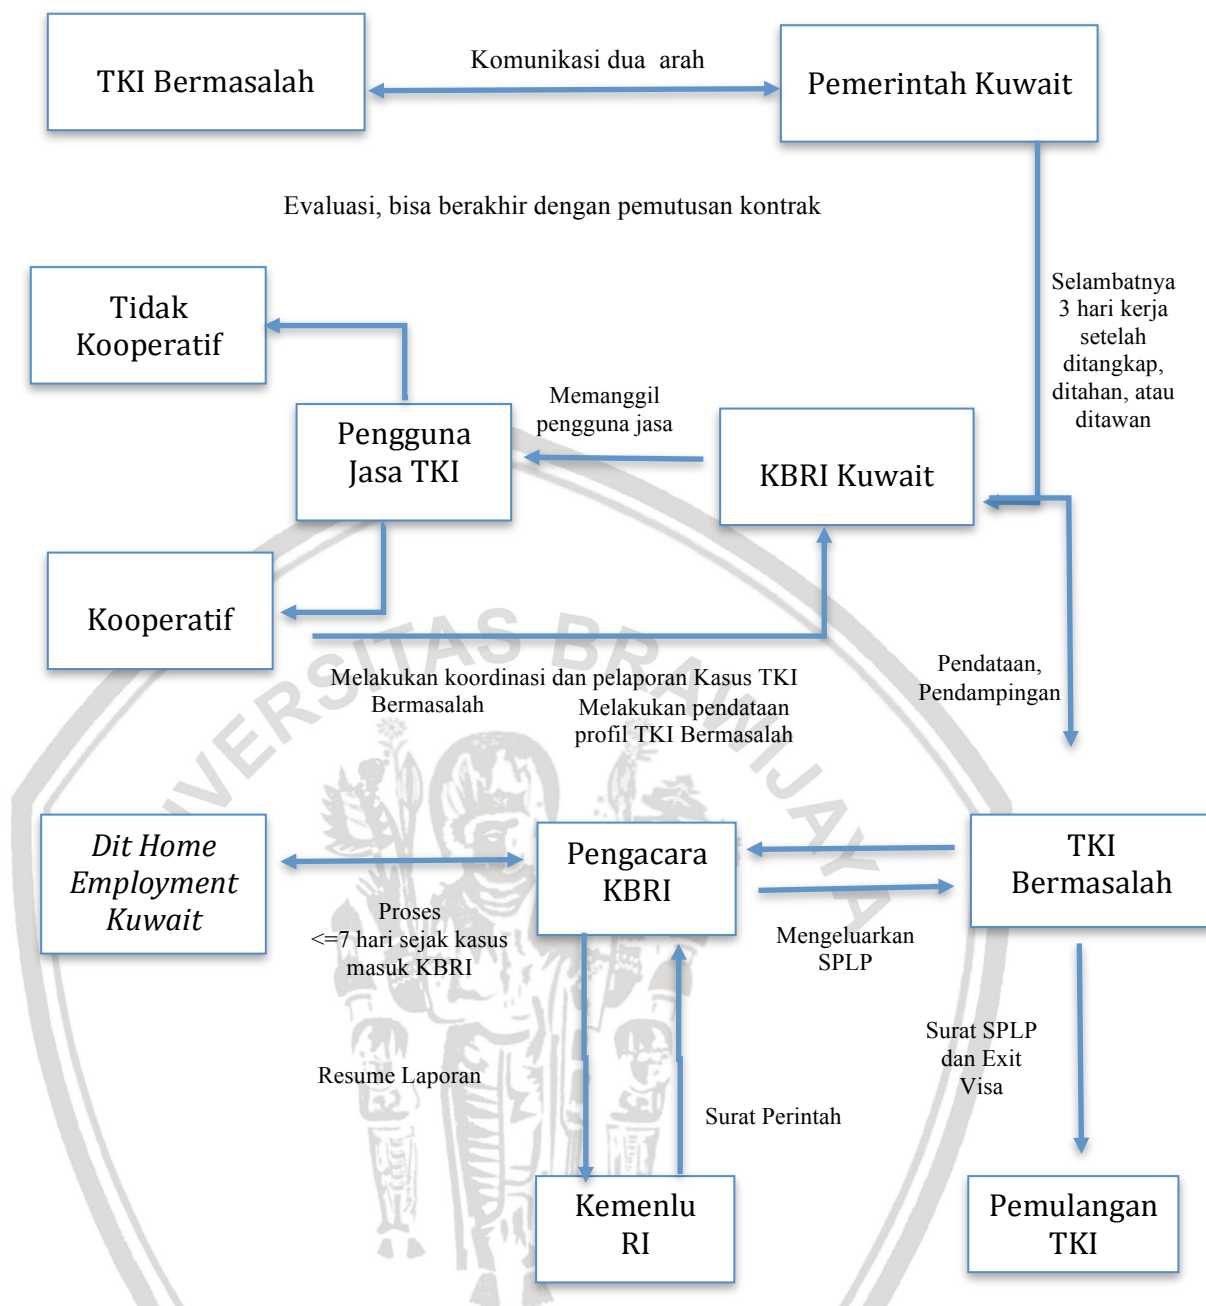 TKI Bermasalah
Komunikasi dua arah
Pemerintah Kuwait
Evaluasi, bisa berakhir dengan pemutusan kontrak
Tidak
Kooperatif
Selambatnya
3 hari kerja
setelah
ditangkap,
ditahan, atau
ditawan
Memanggil
pengguna jasa
Pengguna
Jasa TKI
KBRI Kuwait
Kooperatif
UNIVERSITAS BRAWIJAYA
Melakukan koordinasi dan pelaporan Kasus TKI
Bermasalah
Melakukan pendataan
profil TKI Bermasalah
Pendataan,
Pendampingan
Dit Home
Employment
Kuwait
Pengacara
KBRI
TKI
Bermasalah
Proses
<=7 hari sejak kasus
masuk KBRI
Mengeluarkan
SPLP
Resume Laporan
Surat Perintah
Surat SPLP
dan Exit
Visa
Kemenlu
RI
Pemulangan
TKI